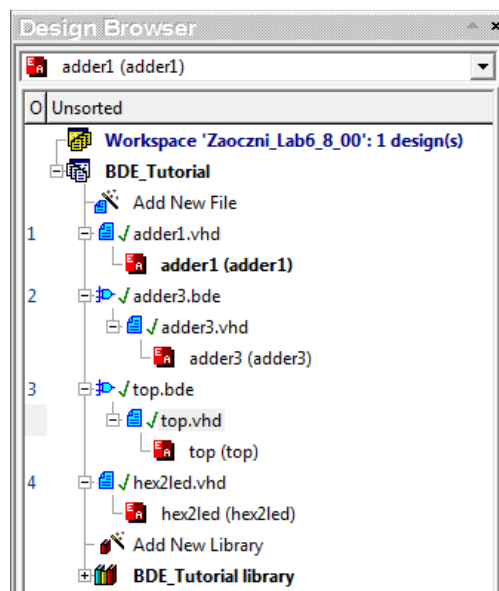 Design Browser
adder1 (adder1)
O Unsorted
Workspace 'Zaoczni_Lab6_8_00': 1 design(s)
BDE_Tutorial
Add New File
1 adder1.vhd
adder1 (adder1)
2 adder3.bde
adder3.vhd
adder3 (adder3)
3 top.bde
top.vhd
top (top)
4 hex2led.vhd
hex2led (hex2led)
Add New Library
BDE_Tutorial library